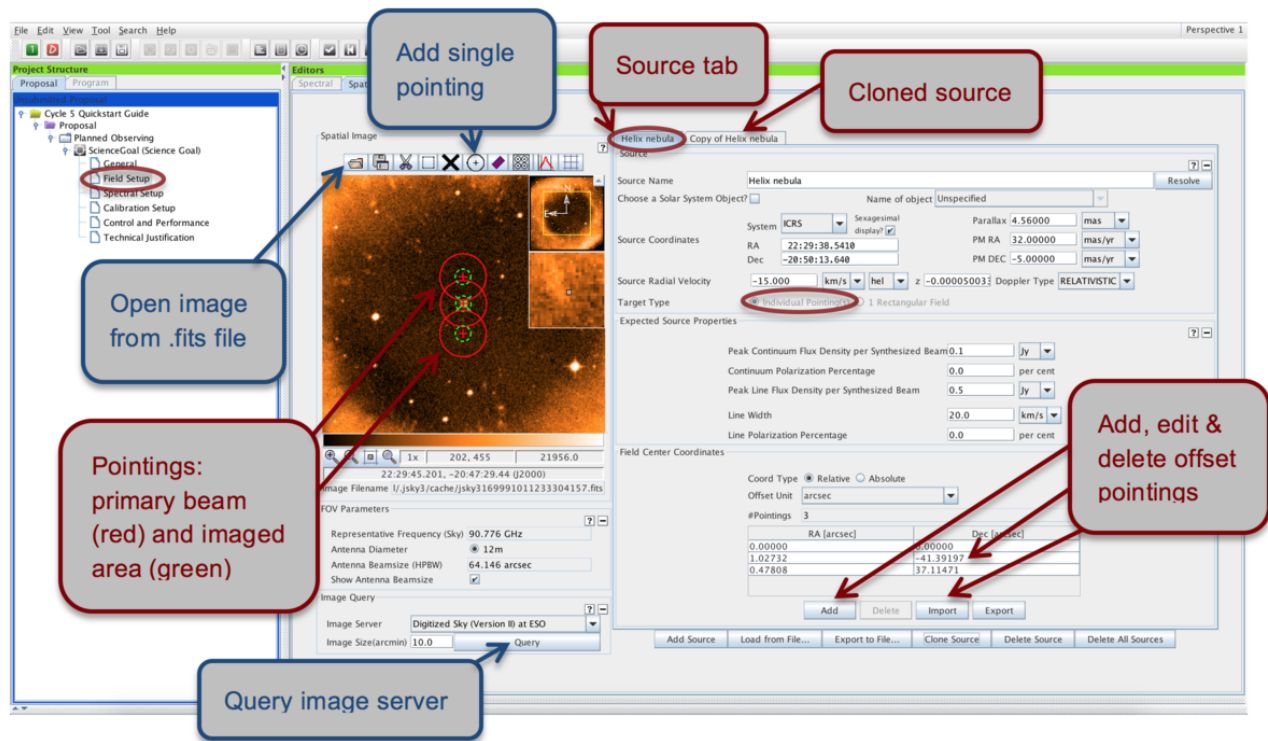 File Edit View Tool Search Help
Perspective 1
Project Structure
Proposal Program
Unsubmitted Proposal
Cycle 5 Quickstart Guide
Proposal
Planned Observing
ScienceGoal (Science Goal)
General
Field Setup
Spectral Setup
Calibration Setup
Control and Performance
Technical Justification
Open image
from .fits file
Pointings:
primary beam
(red) and imaged
area (green)
Add single
pointing
Source tab
Cloned source
Editors
Spectral
Spatial Image
?
N
E
1x 202, 455 21956.0
22:29:45.201, -20:47:29.44 (J2000)
Image Filename l/.jsky3/cache/jsky3169991011233304157.fits
FOV Parameters
? −
Representative Frequency (Sky) 90.776 GHz
Antenna Diameter 12m
Antenna Beamsize (HPBW) 64.146 arcsec
Show Antenna Beamsize
Image Query
? −
Image Server Digitized Sky (Version II) at ESO
Image Size(arcmin) 10.0 Query
Query image server
Helix nebula Copy of Helix nebula
Source
? −
Source Name Helix nebula Resolve
Choose a Solar System Object? Name of object Unspecified
Source Coordinates
System ICRS Sexagesimal display? Parallax 4.56000 mas
RA 22:29:38.5410 PM RA 32.00000 mas/yr
Dec -20:50:13.640 PM DEC -5.00000 mas/yr
Source Radial Velocity -15.000 km/s hel z -0.00005003 Doppler Type RELATIVISTIC
Target Type Individual Pointing(s) 1 Rectangular Field
Expected Source Properties
? −
Peak Continuum Flux Density per Synthesized Beam 0.1 Jy
Continuum Polarization Percentage 0.0 per cent
Peak Line Flux Density per Synthesized Beam 0.5 Jy
Line Width 20.0 km/s
Line Polarization Percentage 0.0 per cent
Field Center Coordinates
Coord Type Relative Absolute
Offset Unit arcsec
#Pointings 3
RA [arcsec] Dec [arcsec]
0.00000 0.00000
1.02732 -41.39197
0.47808 37.11471
Add Delete Import Export
Add Source Load from File... Export to File... Clone Source Delete Source Delete All Sources
Add, edit &
delete offset
pointings